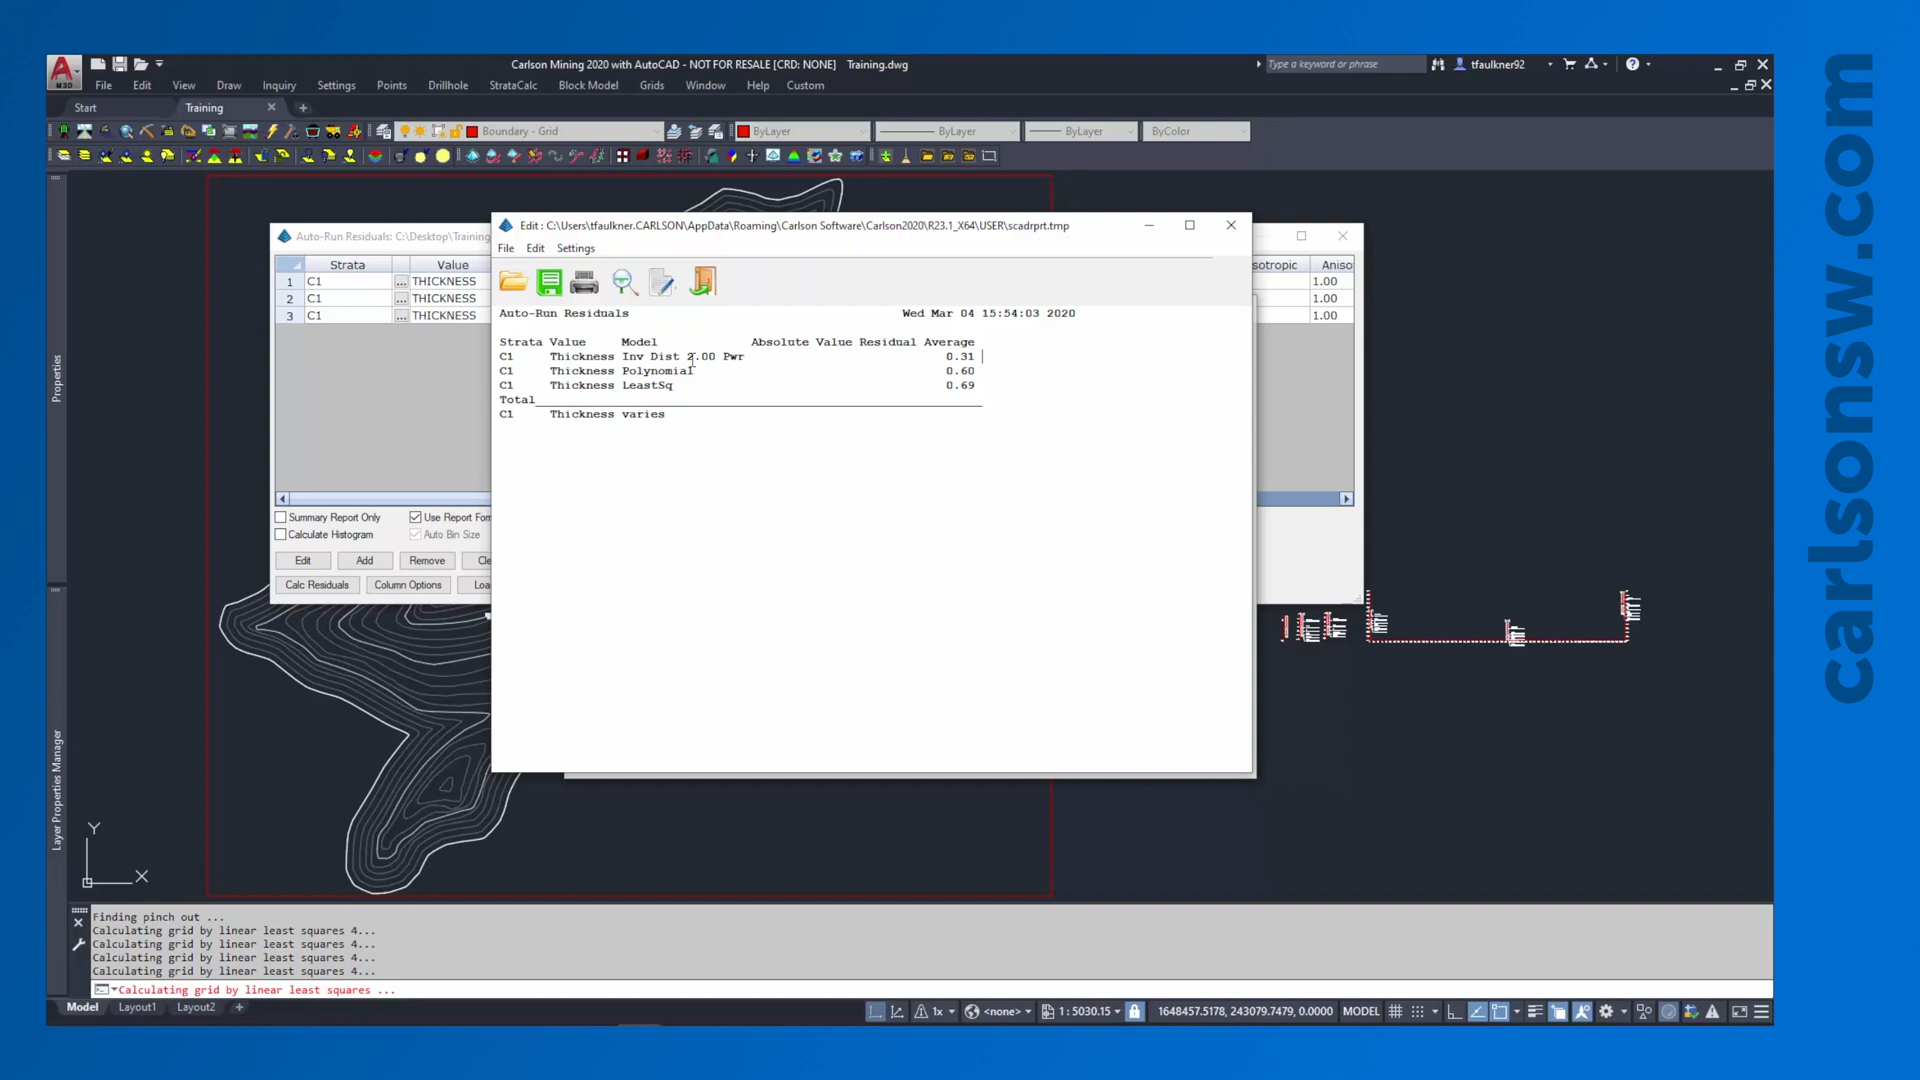 Carlson Mining 2020 with AutoCAD - NOT FOR RESALE [CRD: NONE] Training.dwg
Type a keyword or phrase
tfaulkner92
File Edit View Draw Inquiry Settings Points Drillhole StrataCalc Block Model Grids Window Help Custom
Start Training
Boundary - Grid
ByLayer
ByLayer
ByLayer
ByColor
Properties
Layer Properties Manager
Auto-Run Residuals: C:\Desktop\Training
Strata Value
1 C1 ... THICKNESS
2 C1 ... THICKNESS
3 C1 ... THICKNESS
sotropic Aniso
1.00
1.00
1.00
Summary Report Only Use Report Form
Calculate Histogram Auto Bin Size
Edit Add Remove Cle
Calc Residuals Column Options Loa
Edit : C:\Users\tfaulkner.CARLSON\AppData\Roaming\Carlson Software\Carlson2020\R23.1_X64\USER\scadrprt.tmp
File Edit Settings
Auto-Run Residuals Wed Mar 04 15:54:03 2020
Strata Value Model Absolute Value Residual Average
C1 Thickness Inv Dist 2.00 Pwr 0.31
C1 Thickness Polynomial 0.60
C1 Thickness LeastSq 0.69
Total
C1 Thickness varies
Y
X
Finding pinch out ...
Calculating grid by linear least squares 4...
Calculating grid by linear least squares 4...
Calculating grid by linear least squares 4...
Calculating grid by linear least squares ...
Model Layout1 Layout2 +
1x <none> 1 : 5030.15 1648457.5178, 243079.7479, 0.0000 MODEL
carlsonsw.com